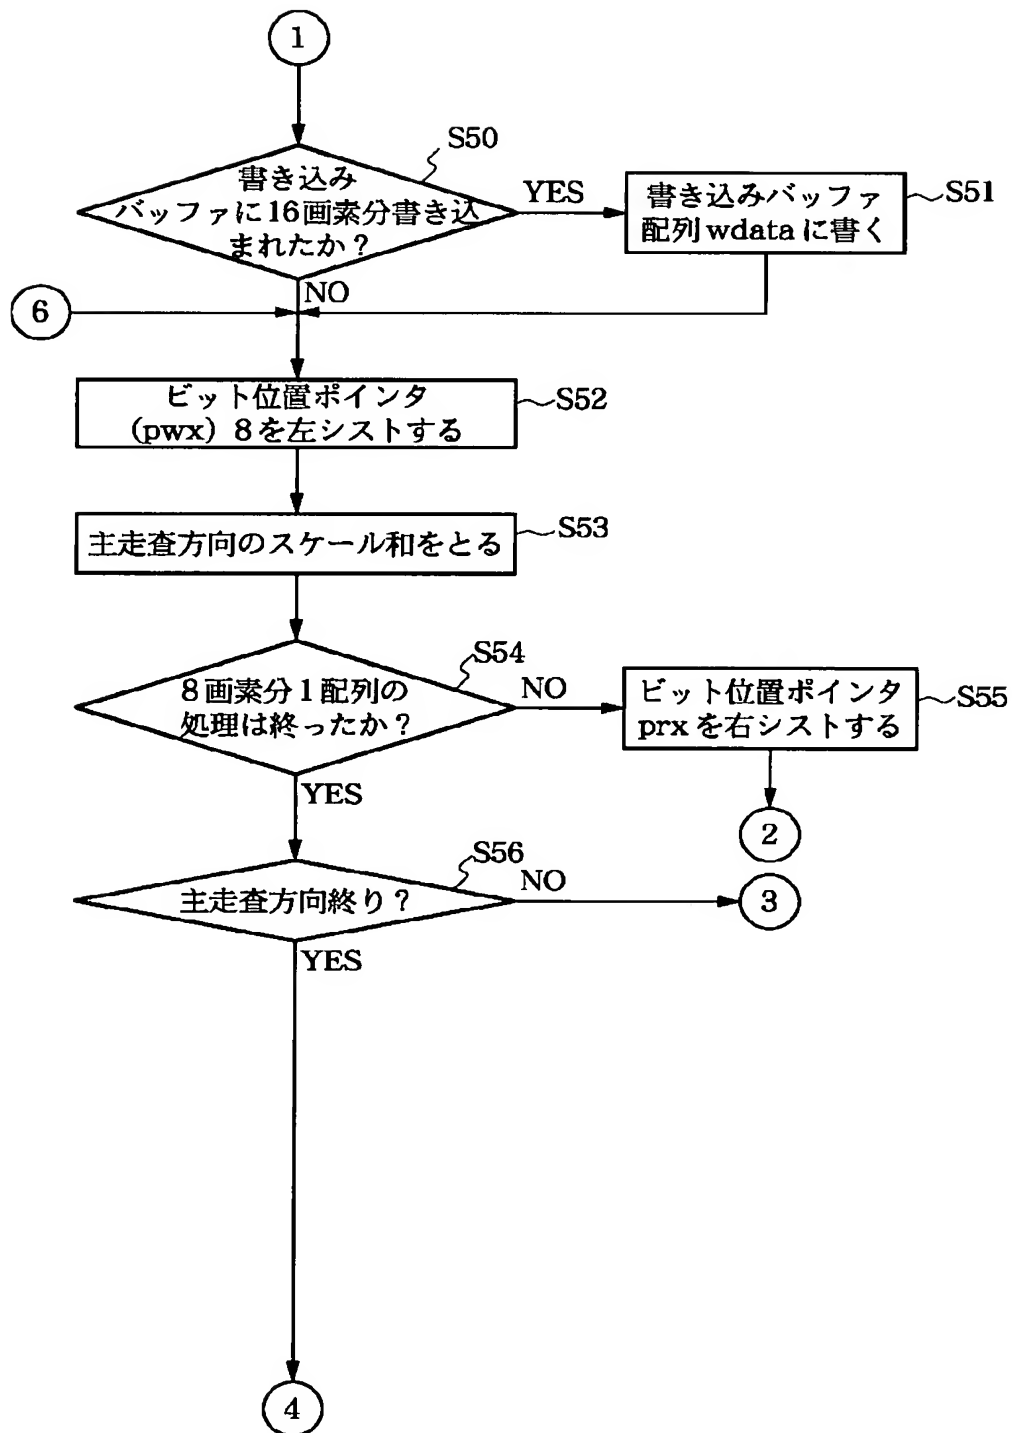 1
S50
書き込み
バッファに16画素分書き込
まれたか?
YES
書き込みバッファ
配列wdataに書く
S51
NO
6
ビット位置ポインタ
(pwx) 8を左シストする
S52
主走査方向のスケール和をとる
S53
S54
8画素分1配列の
処理は終ったか?
NO
ビット位置ポインタ
prxを右シストする
S55
YES
2
S56
主走査方向終り?
NO
3
YES
4